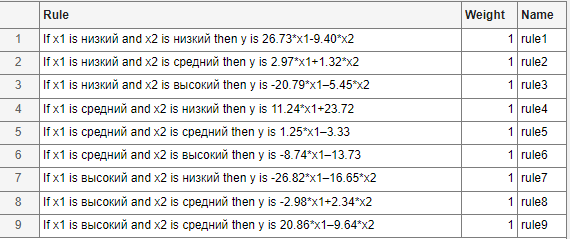 Rule Weight Name
1 If x1 is низкий and x2 is низкий then y is 26.73*x1-9.40*x2 1 rule1
2 If x1 is низкий and x2 is средний then y is 2.97*x1+1.32*x2 1 rule2
3 If x1 is низкий and x2 is высокий then y is -20.79*x1–5.45*x2 1 rule3
4 If x1 is средний and x2 is низкий then y is 11.24*x1+23.72 1 rule4
5 If x1 is средний and x2 is средний then y is 1.25*x1–3.33 1 rule5
6 If x1 is средний and x2 is высокий then y is -8.74*x1–13.73 1 rule6
7 If x1 is высокий and x2 is низкий then y is -26.82*x1–16.65*x2 1 rule7
8 If x1 is высокий and x2 is средний then y is -2.98*x1+2.34*x2 1 rule8
9 If x1 is высокий and x2 is средний then y is 20.86*x1–9.64*x2 1 rule9